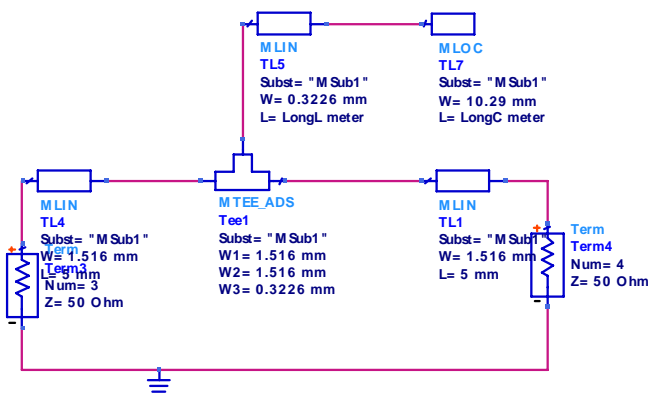 MLIN
TL5
Subst= "MSub1"
W= 0.3226 mm
L= LongL meter
MLOC
TL7
Subst= "MSub1"
W= 10.29 mm
L= LongC meter
MLIN
TL4
Subst= "MSub1"
W= 1.516 mm
L= 5 mm
Term
Term3
Num= 3
Z= 50 Ohm
MTEE_ADS
Tee1
Subst= "MSub1"
W1= 1.516 mm
W2= 1.516 mm
W3= 0.3226 mm
MLIN
TL1
Subst= "MSub1"
W= 1.516 mm
L= 5 mm
Term
Term4
Num= 4
Z= 50 Ohm